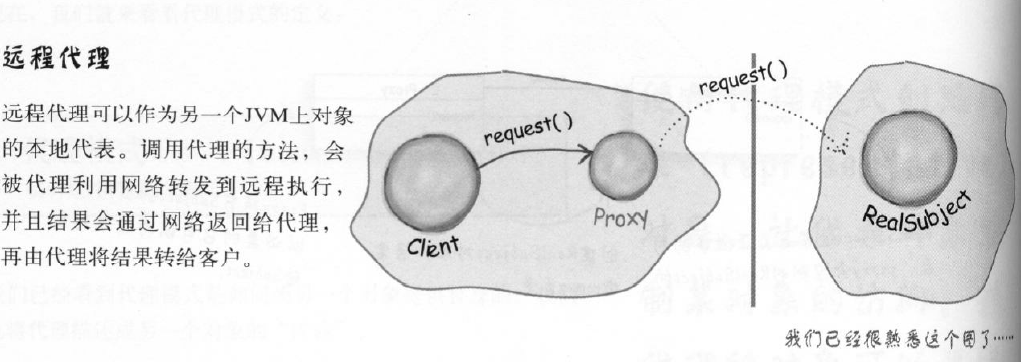 远程代理
远程代理可以作为另一个JVM上对象
的本地代表。调用代理的方法，会
被代理利用网络转发到远程执行，
并且结果会通过网络返回给代理，
再由代理将结果转给客户。
request()
request()
Client
Proxy
RealSubject
我们已经很熟悉这个图了……